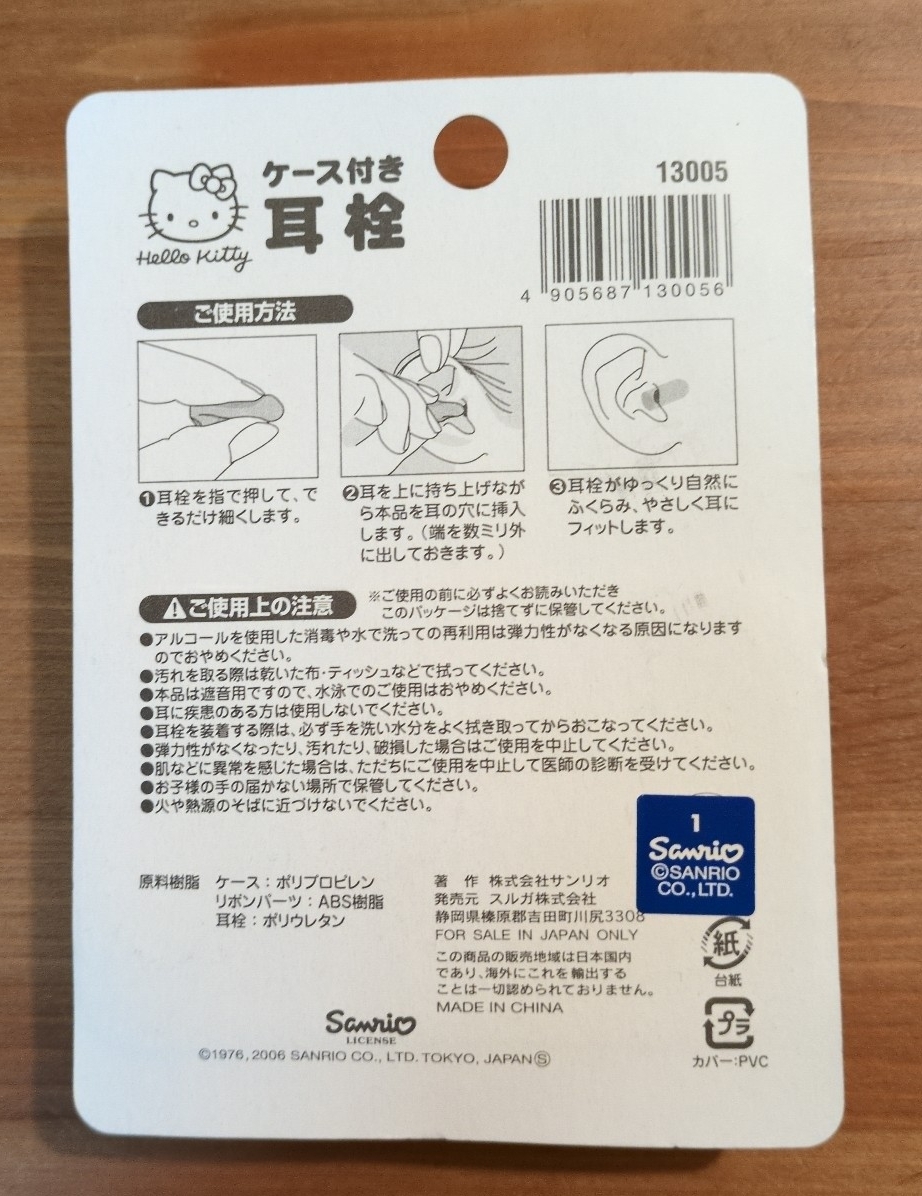 ケース付き
耳栓
Hello Kitty
13005
4 905687 130056
ご使用方法
❶耳栓を指で押して、で
きるだけ細くします。
❷耳を上に持ち上げなが
ら本品を耳の穴に挿入
します。(端を数ミリ外
に出しておきます。)
❸耳栓がゆっくり自然に
ふくらみ、やさしく耳に
フィットします。
⚠ご使用上の注意
※ご使用の前に必ずよくお読みいただき
このパッケージは捨てずに保管してください。
●アルコールを使用した消毒や水で洗っての再利用は弾力性がなくなる原因になります
のでおやめください。
●汚れを取る際は乾いた布・ティッシュなどで拭ってください。
●本品は遮音用ですので、水泳でのご使用はおやめください。
●耳に疾患のある方は使用しないでください。
●耳栓を装着する際は、必ず手を洗い水分をよく拭き取ってからおこなってください。
●弾力性がなくなったり、汚れたり、破損した場合はご使用を中止してください。
●肌などに異常を感じた場合は、ただちにご使用を中止して医師の診断を受けてください。
●お子様の手の届かない場所で保管してください。
●火や熱源のそばに近づけないでください。
原料樹脂 ケース:ポリプロピレン
リボンパーツ:ABS樹脂
耳栓:ポリウレタン
著 作 株式会社サンリオ
発売元 スルガ株式会社
静岡県榛原郡吉田町川尻3308
FOR SALE IN JAPAN ONLY
この商品の販売地域は日本国内
であり、海外にこれを輸出する
ことは一切認められておりません。
MADE IN CHINA
1
Sanrio
©SANRIO
CO.,LTD.
紙
台紙
プラ
カバー:PVC
Sanrio
LICENSE
©1976, 2006 SANRIO CO., LTD. TOKYO, JAPAN Ⓢ